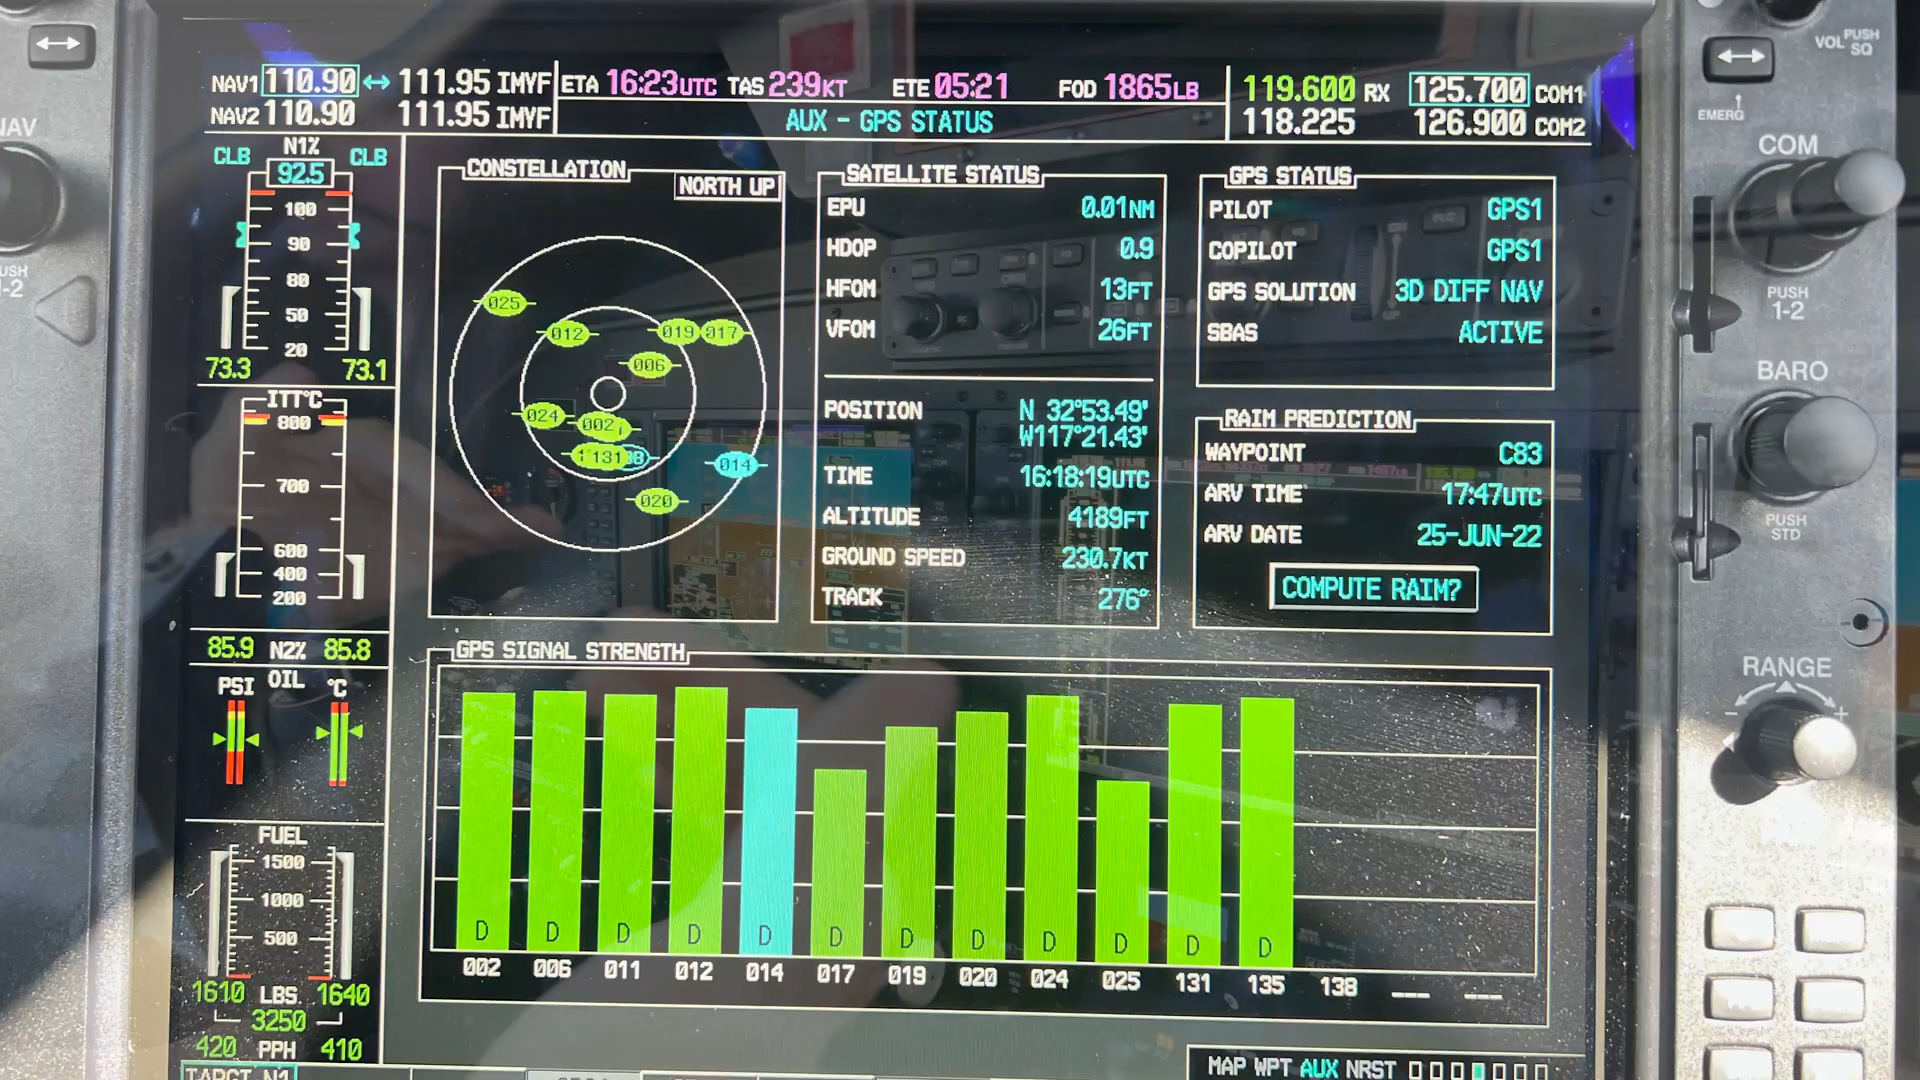 NAV1 110.90 ↔ 111.95 IMYF
NAV2 110.90 111.95 IMYF
ETA 16:23UTC TAS 239KT ETE 05:21 FOD 1865LB
AUX - GPS STATUS
119.600 RX 125.700 COM1
118.225 126.900 COM2
VOL PUSH SQ
EMERG
COM
PUSH
1-2
BARO
PUSH
STD
RANGE
- +
NAV
CLB N1% CLB
92.5
100
90
80
50
20
73.3 73.1
ITT°C
800
700
600
400
200
85.9 N2% 85.8
OIL
PSI °C
FUEL
1500
1000
500
1610 LBS 1640
3250
420 PPH 410
TARGT N1
CONSTELLATION
NORTH UP
025
012
019
017
006
024
002
131
014
020
SATELLITE STATUS
EPU 0.01NM
HDOP 0.9
HFOM 13FT
VFOM 26FT
POSITION N 32°53.49'
W117°21.43'
TIME 16:18:19UTC
ALTITUDE 4189FT
GROUND SPEED 230.7KT
TRACK 276°
GPS STATUS
PILOT GPS1
COPILOT GPS1
GPS SOLUTION 3D DIFF NAV
SBAS ACTIVE
RAIM PREDICTION
WAYPOINT C83
ARV TIME 17:47UTC
ARV DATE 25-JUN-22
COMPUTE RAIM?
GPS SIGNAL STRENGTH
D D D D D D D D D D D D
002 006 011 012 014 017 019 020 024 025 131 135 138 ___ ___
MAP WPT AUX NRST